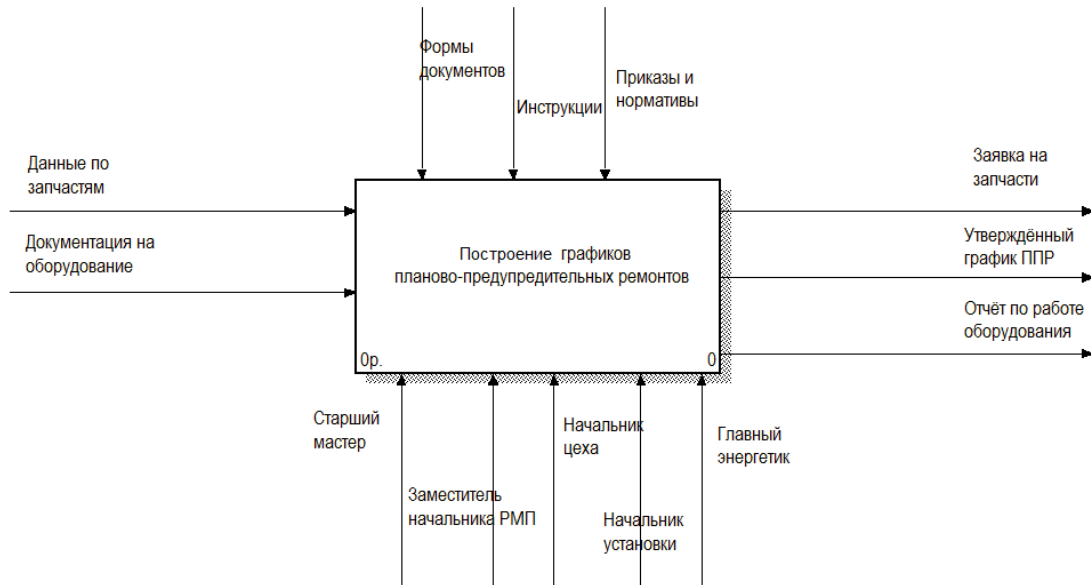 Формы
документов
Инструкции
Приказы и
нормативы
Данные по
запчастям
Документация на
оборудование
Построение графиков
планово-предупредительных ремонтов
0р.
0
Заявка на
запчасти
Утверждённый
график ППР
Отчёт по работе
оборудования
Старший
мастер
Заместитель
начальника РМП
Начальник
цеха
Начальник
установки
Главный
энергетик